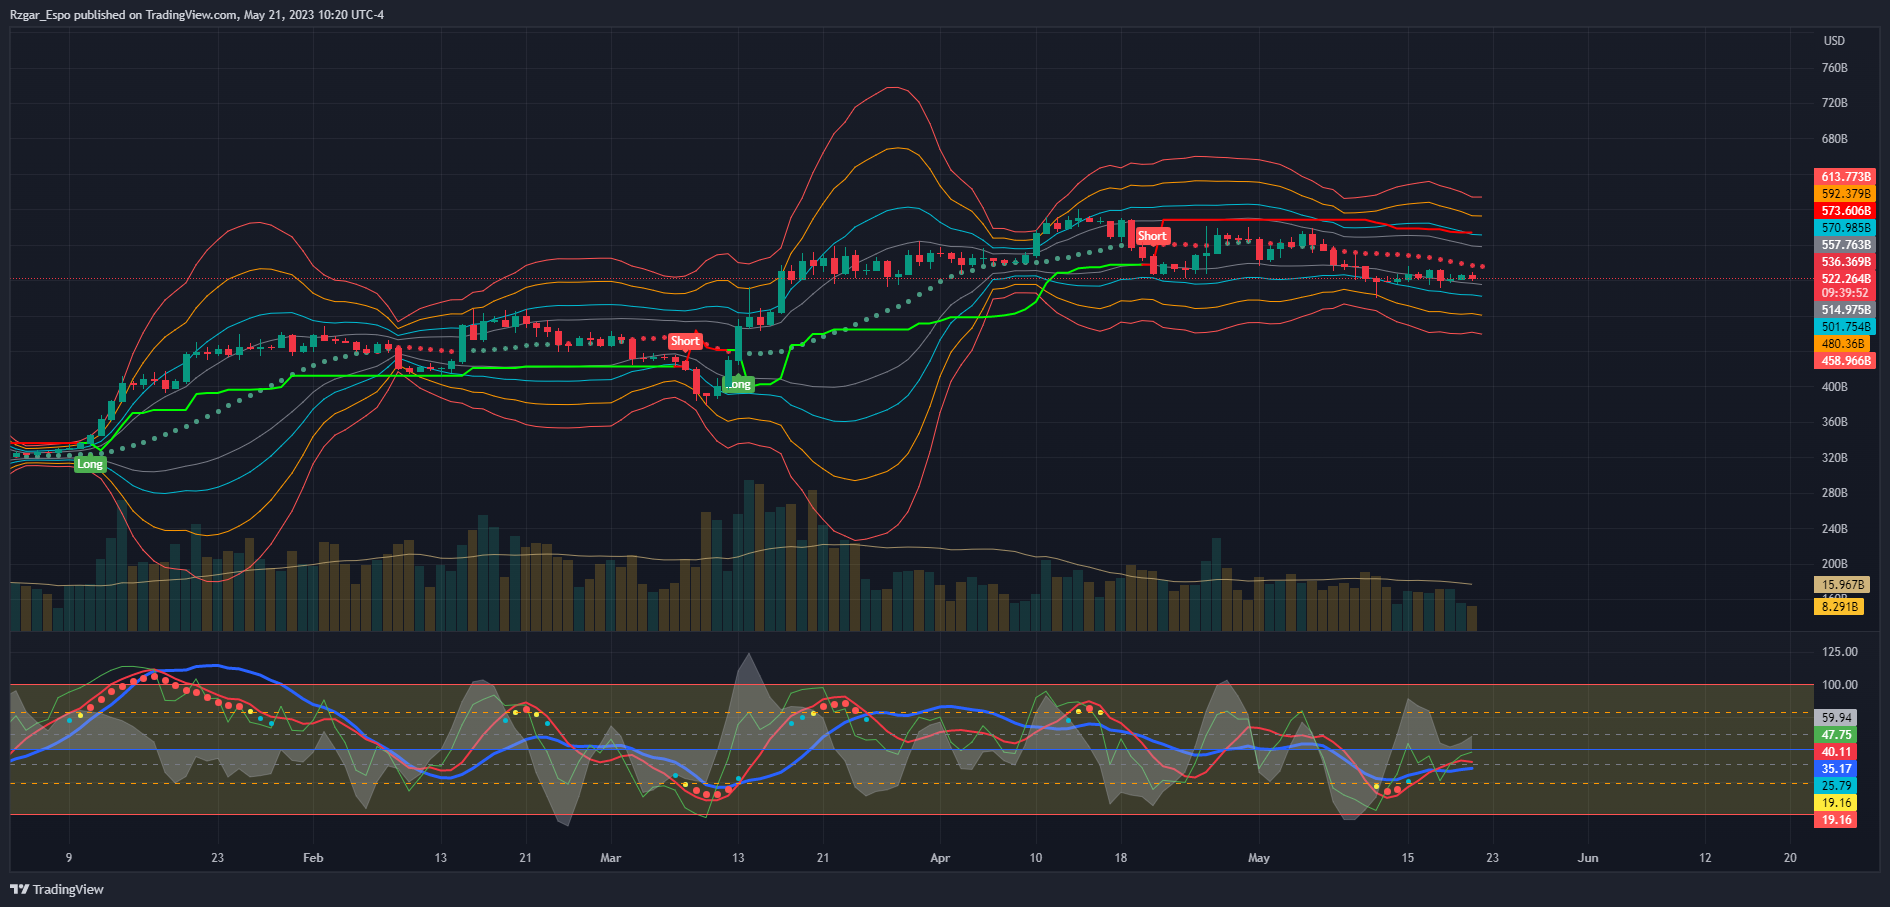 Rzgar_Espo published on TradingView.com, May 21, 2023 10:20 UTC-4
USD
760B
720B
680B
613.773B
592.379B
573.606B
570.985B
557.763B
536.369B
522.264B
09:39:52
514.975B
501.754B
480.36B
458.966B
400B
360B
320B
280B
240B
200B
15.967B
160B
8.291B
Short
Short
Long
Long
125.00
100.00
59.94
47.75
40.11
35.17
25.79
19.16
19.16
9 23 Feb 13 21 Mar 13 21 Apr 10 18 May 15 23 Jun 12 20
TradingView